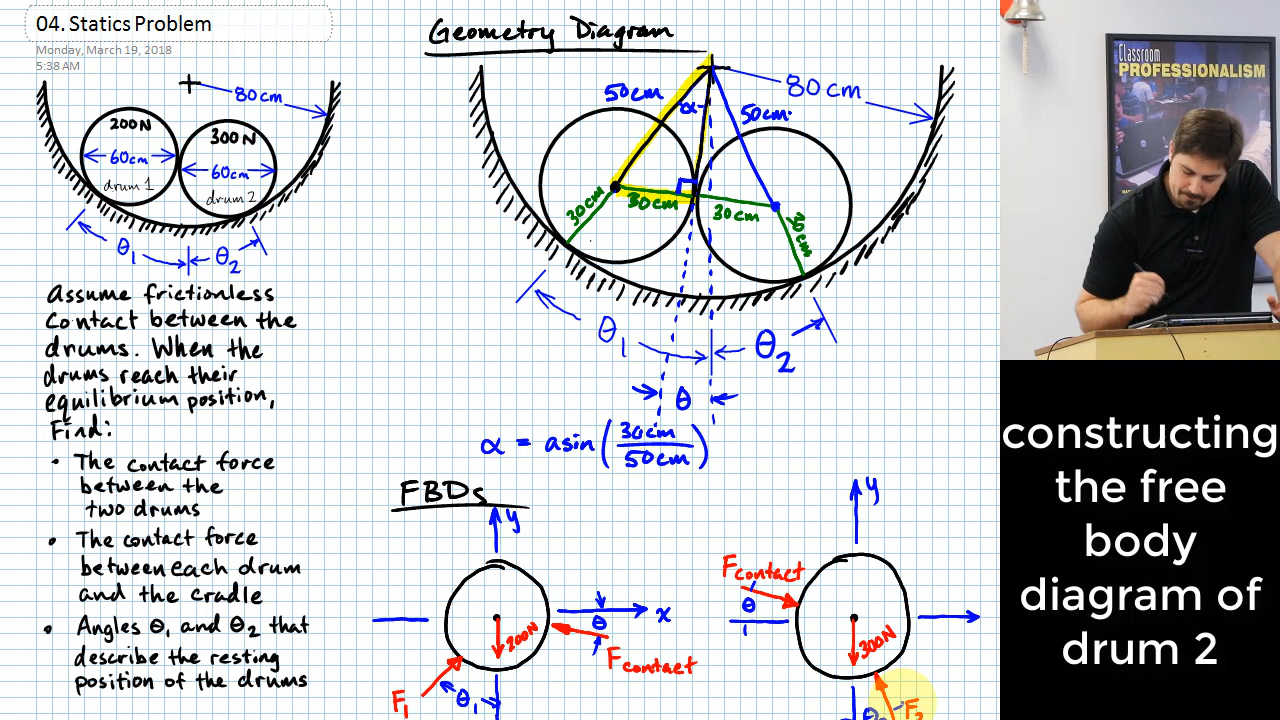 04. Statics Problem
Monday, March 19, 2018
5:38 AM
80cm
200N
300N
60cm
60cm
drum 1
drum 2
θ₁
θ₂
Assume frictionless
Contact between the
drums. When the
drums reach their
equilibrium position,
Find:
• The contact force
between the
two drums
• The contact force
between each drum
and the cradle
• Angles θ₁ and θ₂ that
describe the resting
position of the drums
Geometry Diagram
50cm
α
50cm
80cm
30cm
30cm
30cm
30cm
θ₁
θ₂
θ
α = asin(30cm/50cm)
FBDs
y
x
θ
200N
Fcontact
F₁
θ₁
y
Fcontact
θ
300N
θ₂
F₂
Classroom
PROFESSIONALISM
constructing
the free
body
diagram of
drum 2